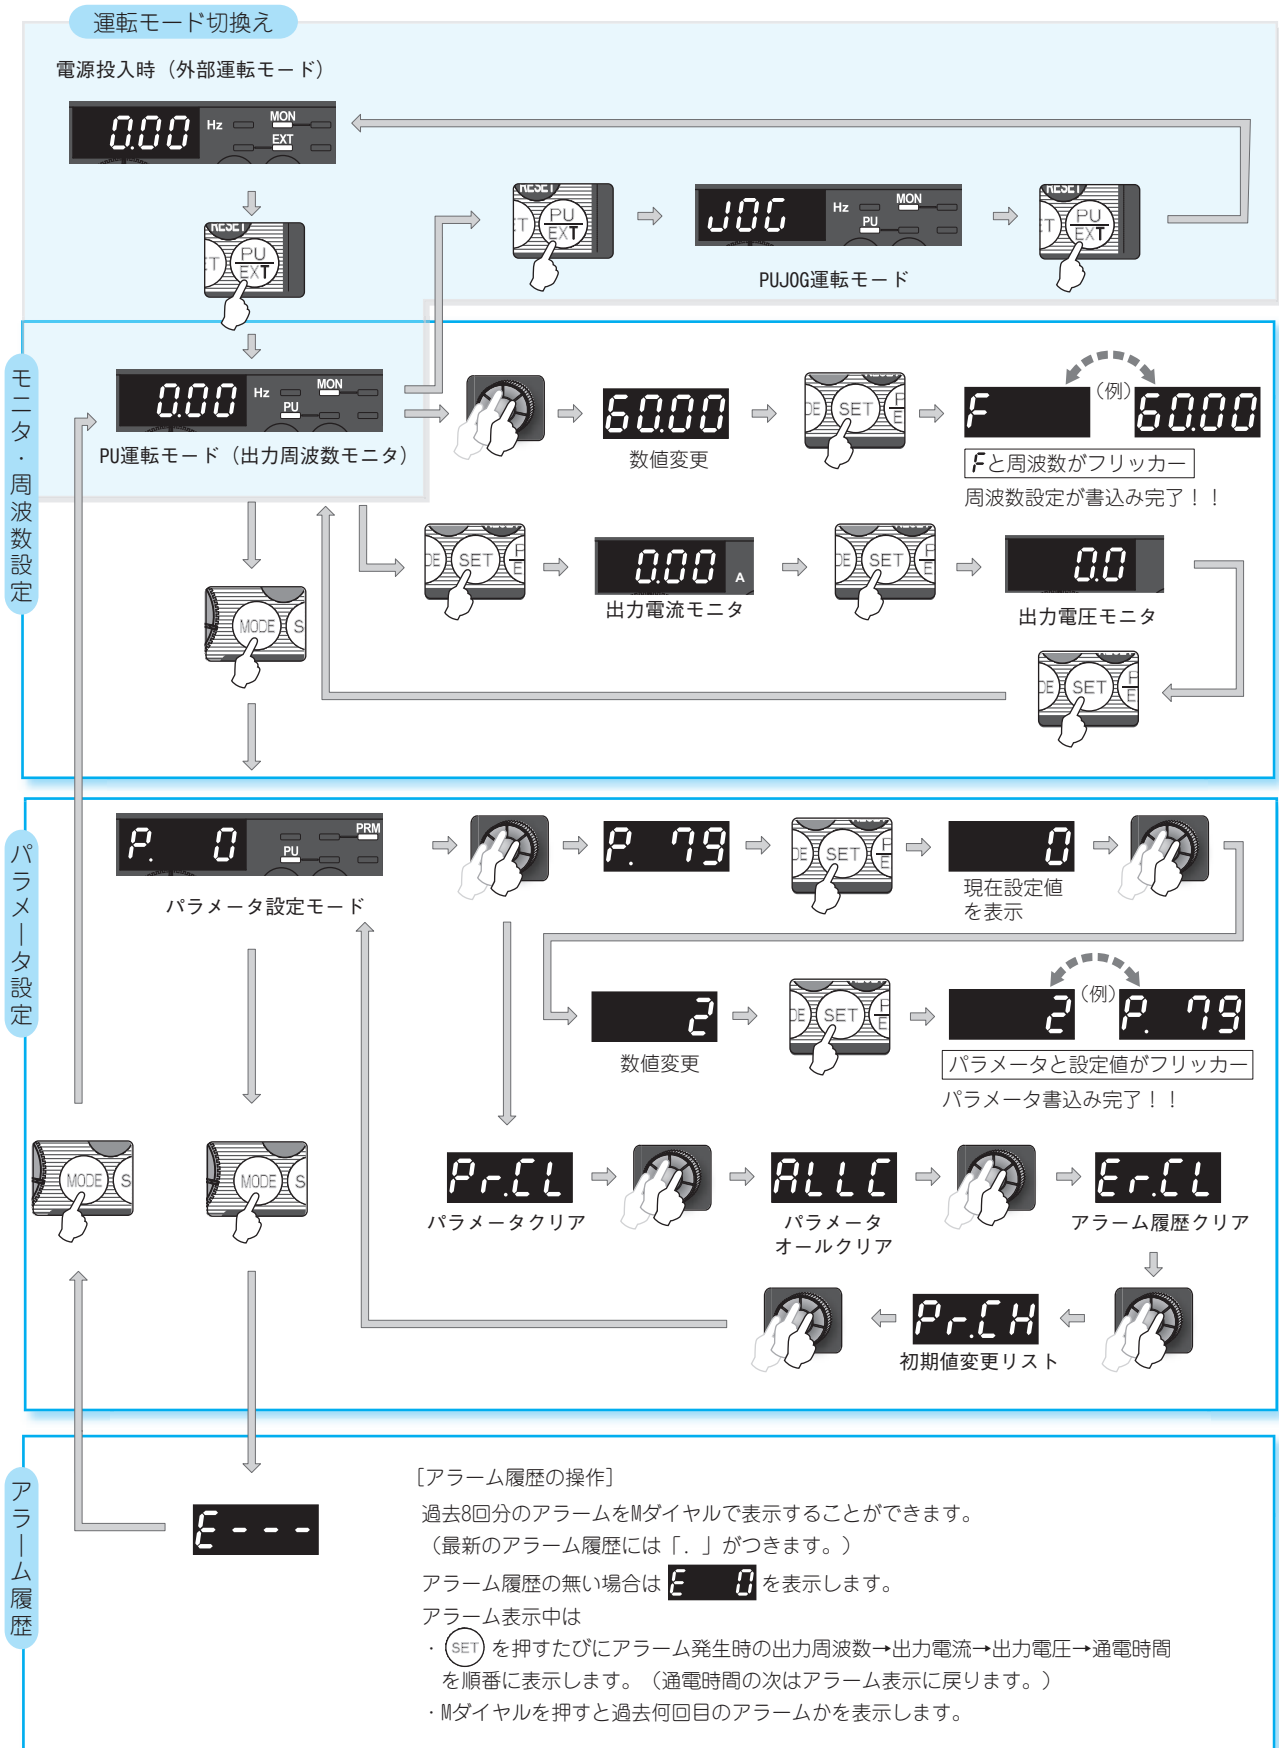 運転モード切換え
電源投入時（外部運転モード）
0.00 Hz MON
EXT
RESET
PU
EXT
RESET
PU
EXT
JOG Hz MON
PU
RESET
PU
EXT
PUJOG運転モード
モニタ・周波数設定
0.00 Hz MON
PU
PU運転モード（出力周波数モニタ）
60.00
数値変更
SET
F
（例）
60.00
Fと周波数がフリッカー
周波数設定が書込み完了！！
SET
0.00 A
出力電流モニタ
SET
0.0
出力電圧モニタ
MODE
SET
パラメータ設定
P. 0 PRM
PU
パラメータ設定モード
P. 79
SET
0
現在設定値
を表示
2
数値変更
SET
2
（例）
P. 79
パラメータと設定値がフリッカー
パラメータ書込み完了！！
MODE
MODE
Pr.CL
パラメータクリア
ALLC
パラメータ
オールクリア
Er.CL
アラーム履歴クリア
Pr.CH
初期値変更リスト
アラーム履歴
E---
［アラーム履歴の操作］
過去8回分のアラームをMダイヤルで表示することができます。
（最新のアラーム履歴には「．」がつきます。）
アラーム履歴の無い場合は E 0 を表示します。
アラーム表示中は
・ SET を押すたびにアラーム発生時の出力周波数→出力電流→出力電圧→通電時間
を順番に表示します。（通電時間の次はアラーム表示に戻ります。）
・Mダイヤルを押すと過去何回目のアラームかを表示します。